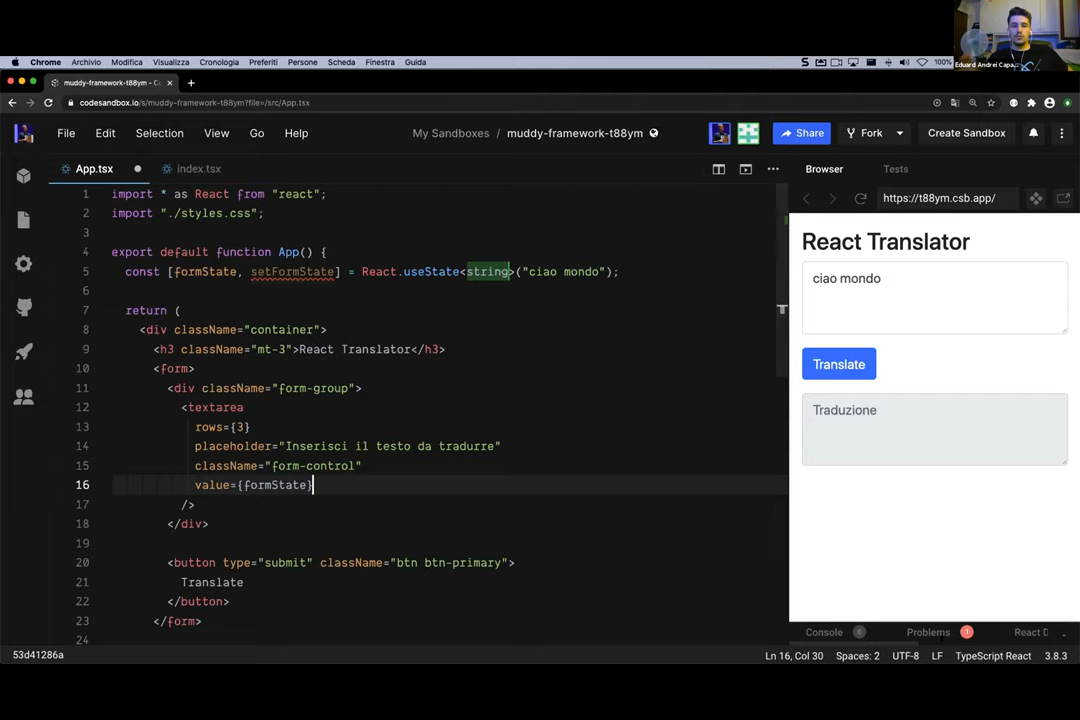 Chrome Archivio Modifica Visualizza Cronologia Preferiti Persone Scheda Finestra Guida
100%
Eduard Andrei Capa...
muddy-framework-t88ym - Co
codesandbox.io/s/muddy-framework-t88ym?file=/src/App.tsx
File Edit Selection View Go Help
My Sandboxes / muddy-framework-t88ym
Share Fork Create Sandbox
App.tsx index.tsx
Browser Tests
https://t88ym.csb.app/
1 import * as React from "react";
2 import "./styles.css";
3
4 export default function App() {
5 const [formState, setFormState] = React.useState<string>("ciao mondo");
6
7 return (
8 <div className="container">
9 <h3 className="mt-3">React Translator</h3>
10 <form>
11 <div className="form-group">
12 <textarea
13 rows={3}
14 placeholder="Inserisci il testo da tradurre"
15 className="form-control"
16 value={formState}
17 />
18 </div>
19
20 <button type="submit" className="btn btn-primary">
21 Translate
22 </button>
23 </form>
24
React Translator
ciao mondo
Translate
Traduzione
Console 0 Problems 1 React D
53d41286a
Ln 16, Col 30 Spaces: 2 UTF-8 LF TypeScript React 3.8.3